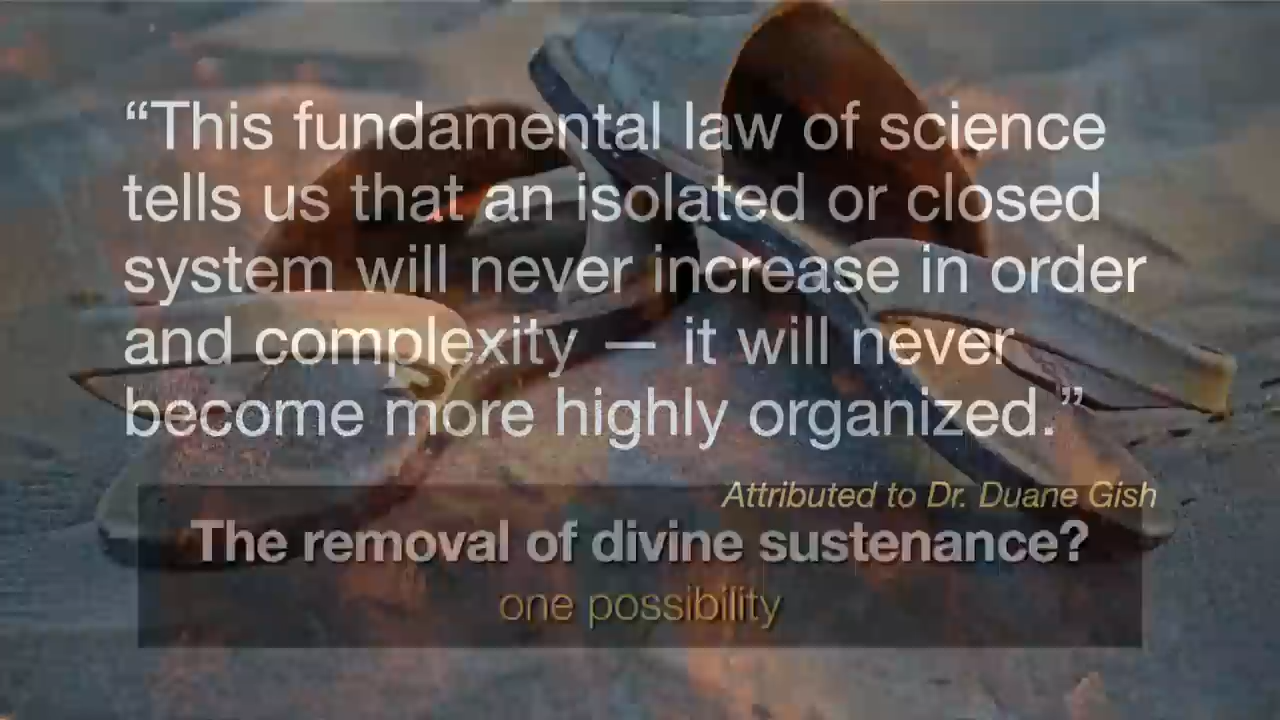 “This fundamental law of science
tells us that an isolated or closed
system will never increase in order
and complexity — it will never
become more highly organized.”
Attributed to Dr. Duane Gish
The removal of divine sustenance?
one possibility